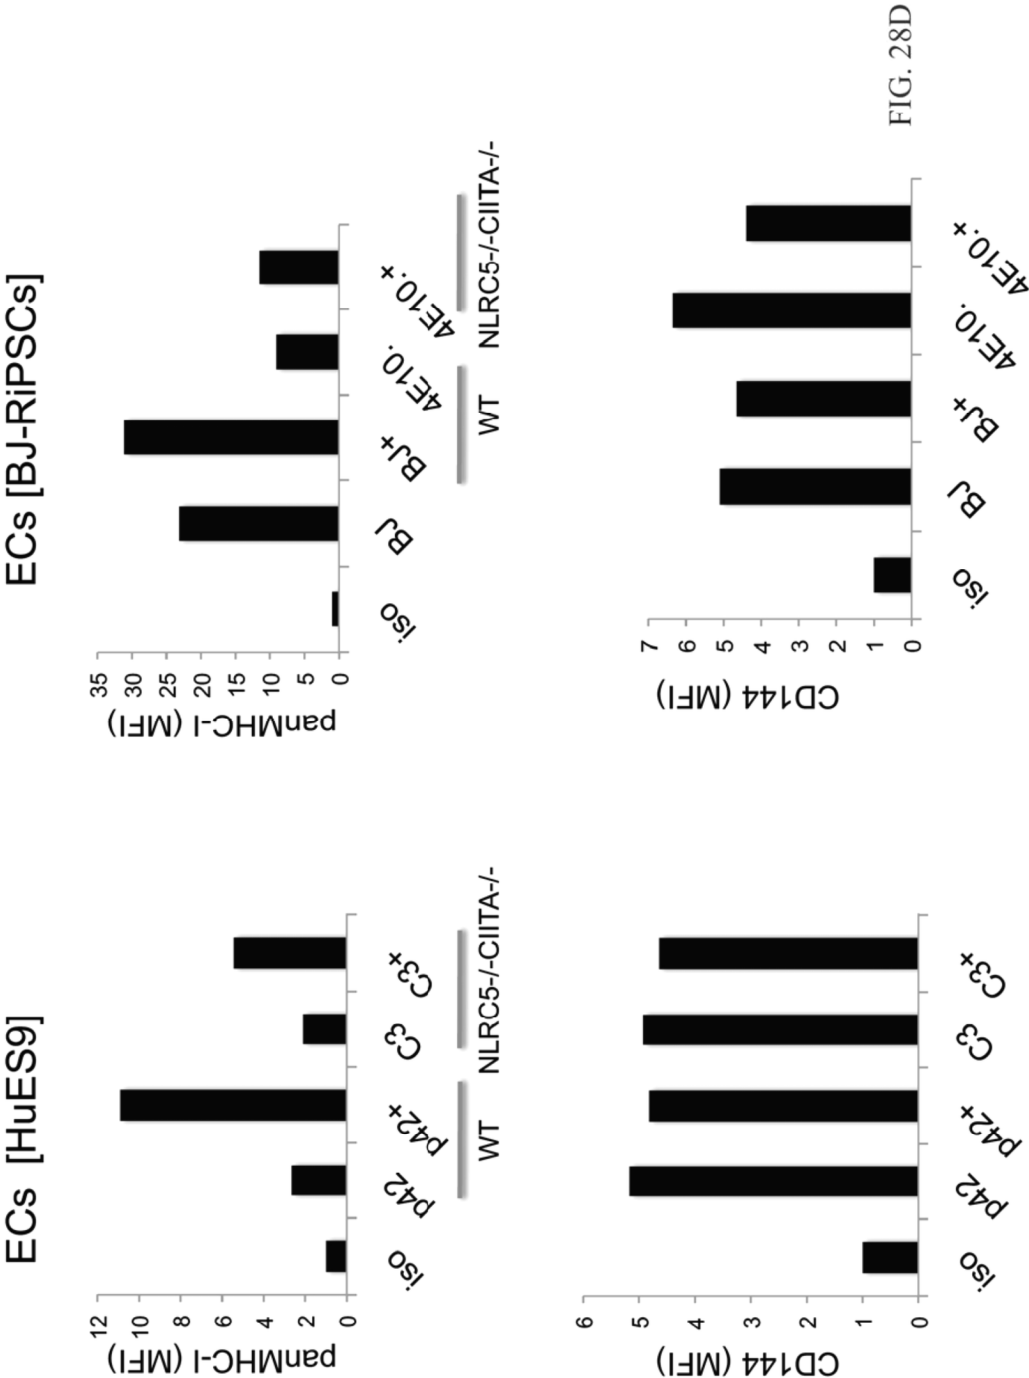 ECs [HuES9]
panMHC-I (MFI)
12
10
8
6
4
2
0
iso
p42
p42+
C3
C3+
WT
NLRC5-/-CIITA-/-
CD144 (MFI)
6
5
4
3
2
1
0
iso
p42
p42+
C3
C3+
ECs [BJ-RiPSCs]
panMHC-I (MFI)
35
30
25
20
15
10
5
0
iso
BJ
BJ+
4E10.
4E10.+
WT
NLRC5-/-CIITA-/-
CD144 (MFI)
7
6
5
4
3
2
1
0
iso
BJ
BJ+
4E10.
4E10.+
FIG. 28D